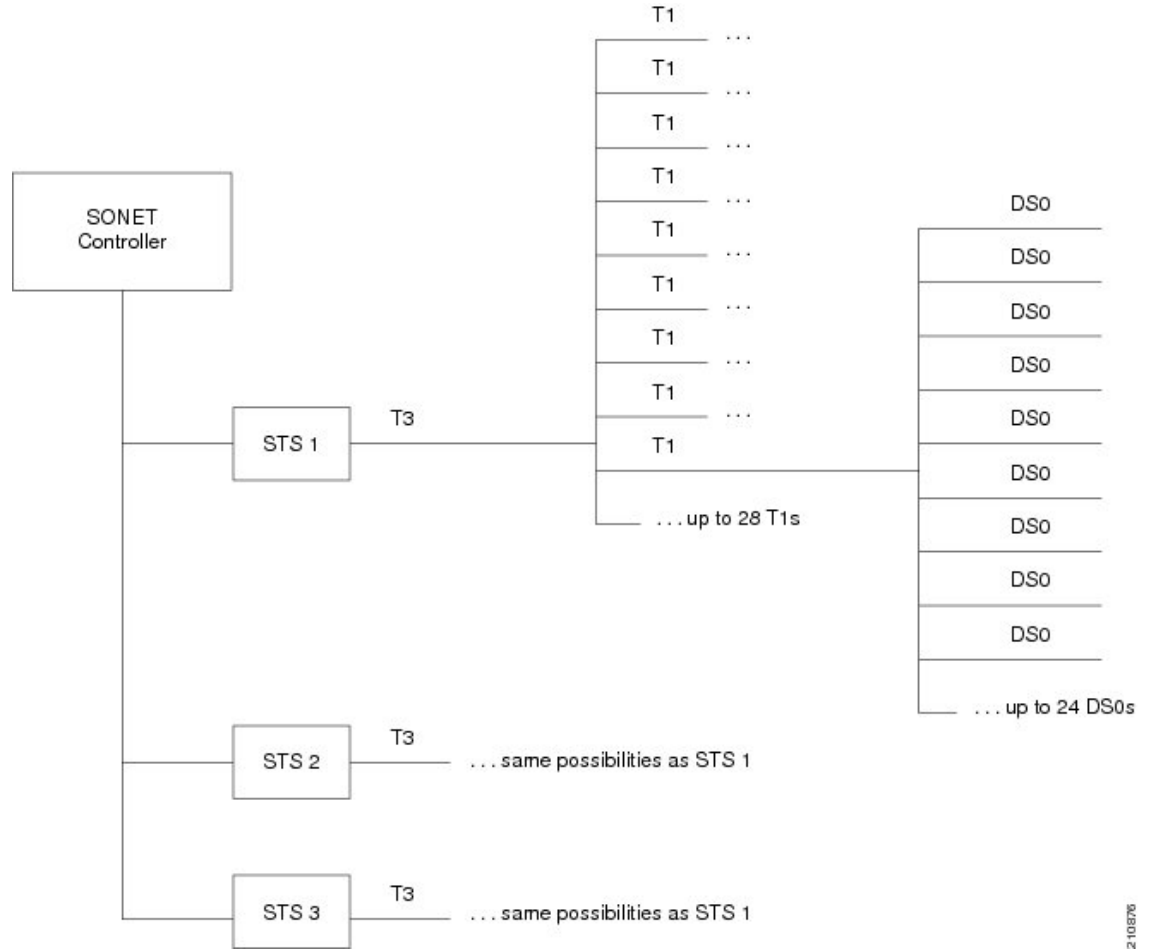 T1
...
T1
...
T1
...
T1
...
T1
...
T1
...
T1
...
T1
...
T1
... up to 28 T1s
SONET
Controller
STS 1
T3
DS0
DS0
DS0
DS0
DS0
DS0
DS0
DS0
DS0
... up to 24 DS0s
STS 2
T3
... same possibilities as STS 1
STS 3
T3
... same possibilities as STS 1
210876